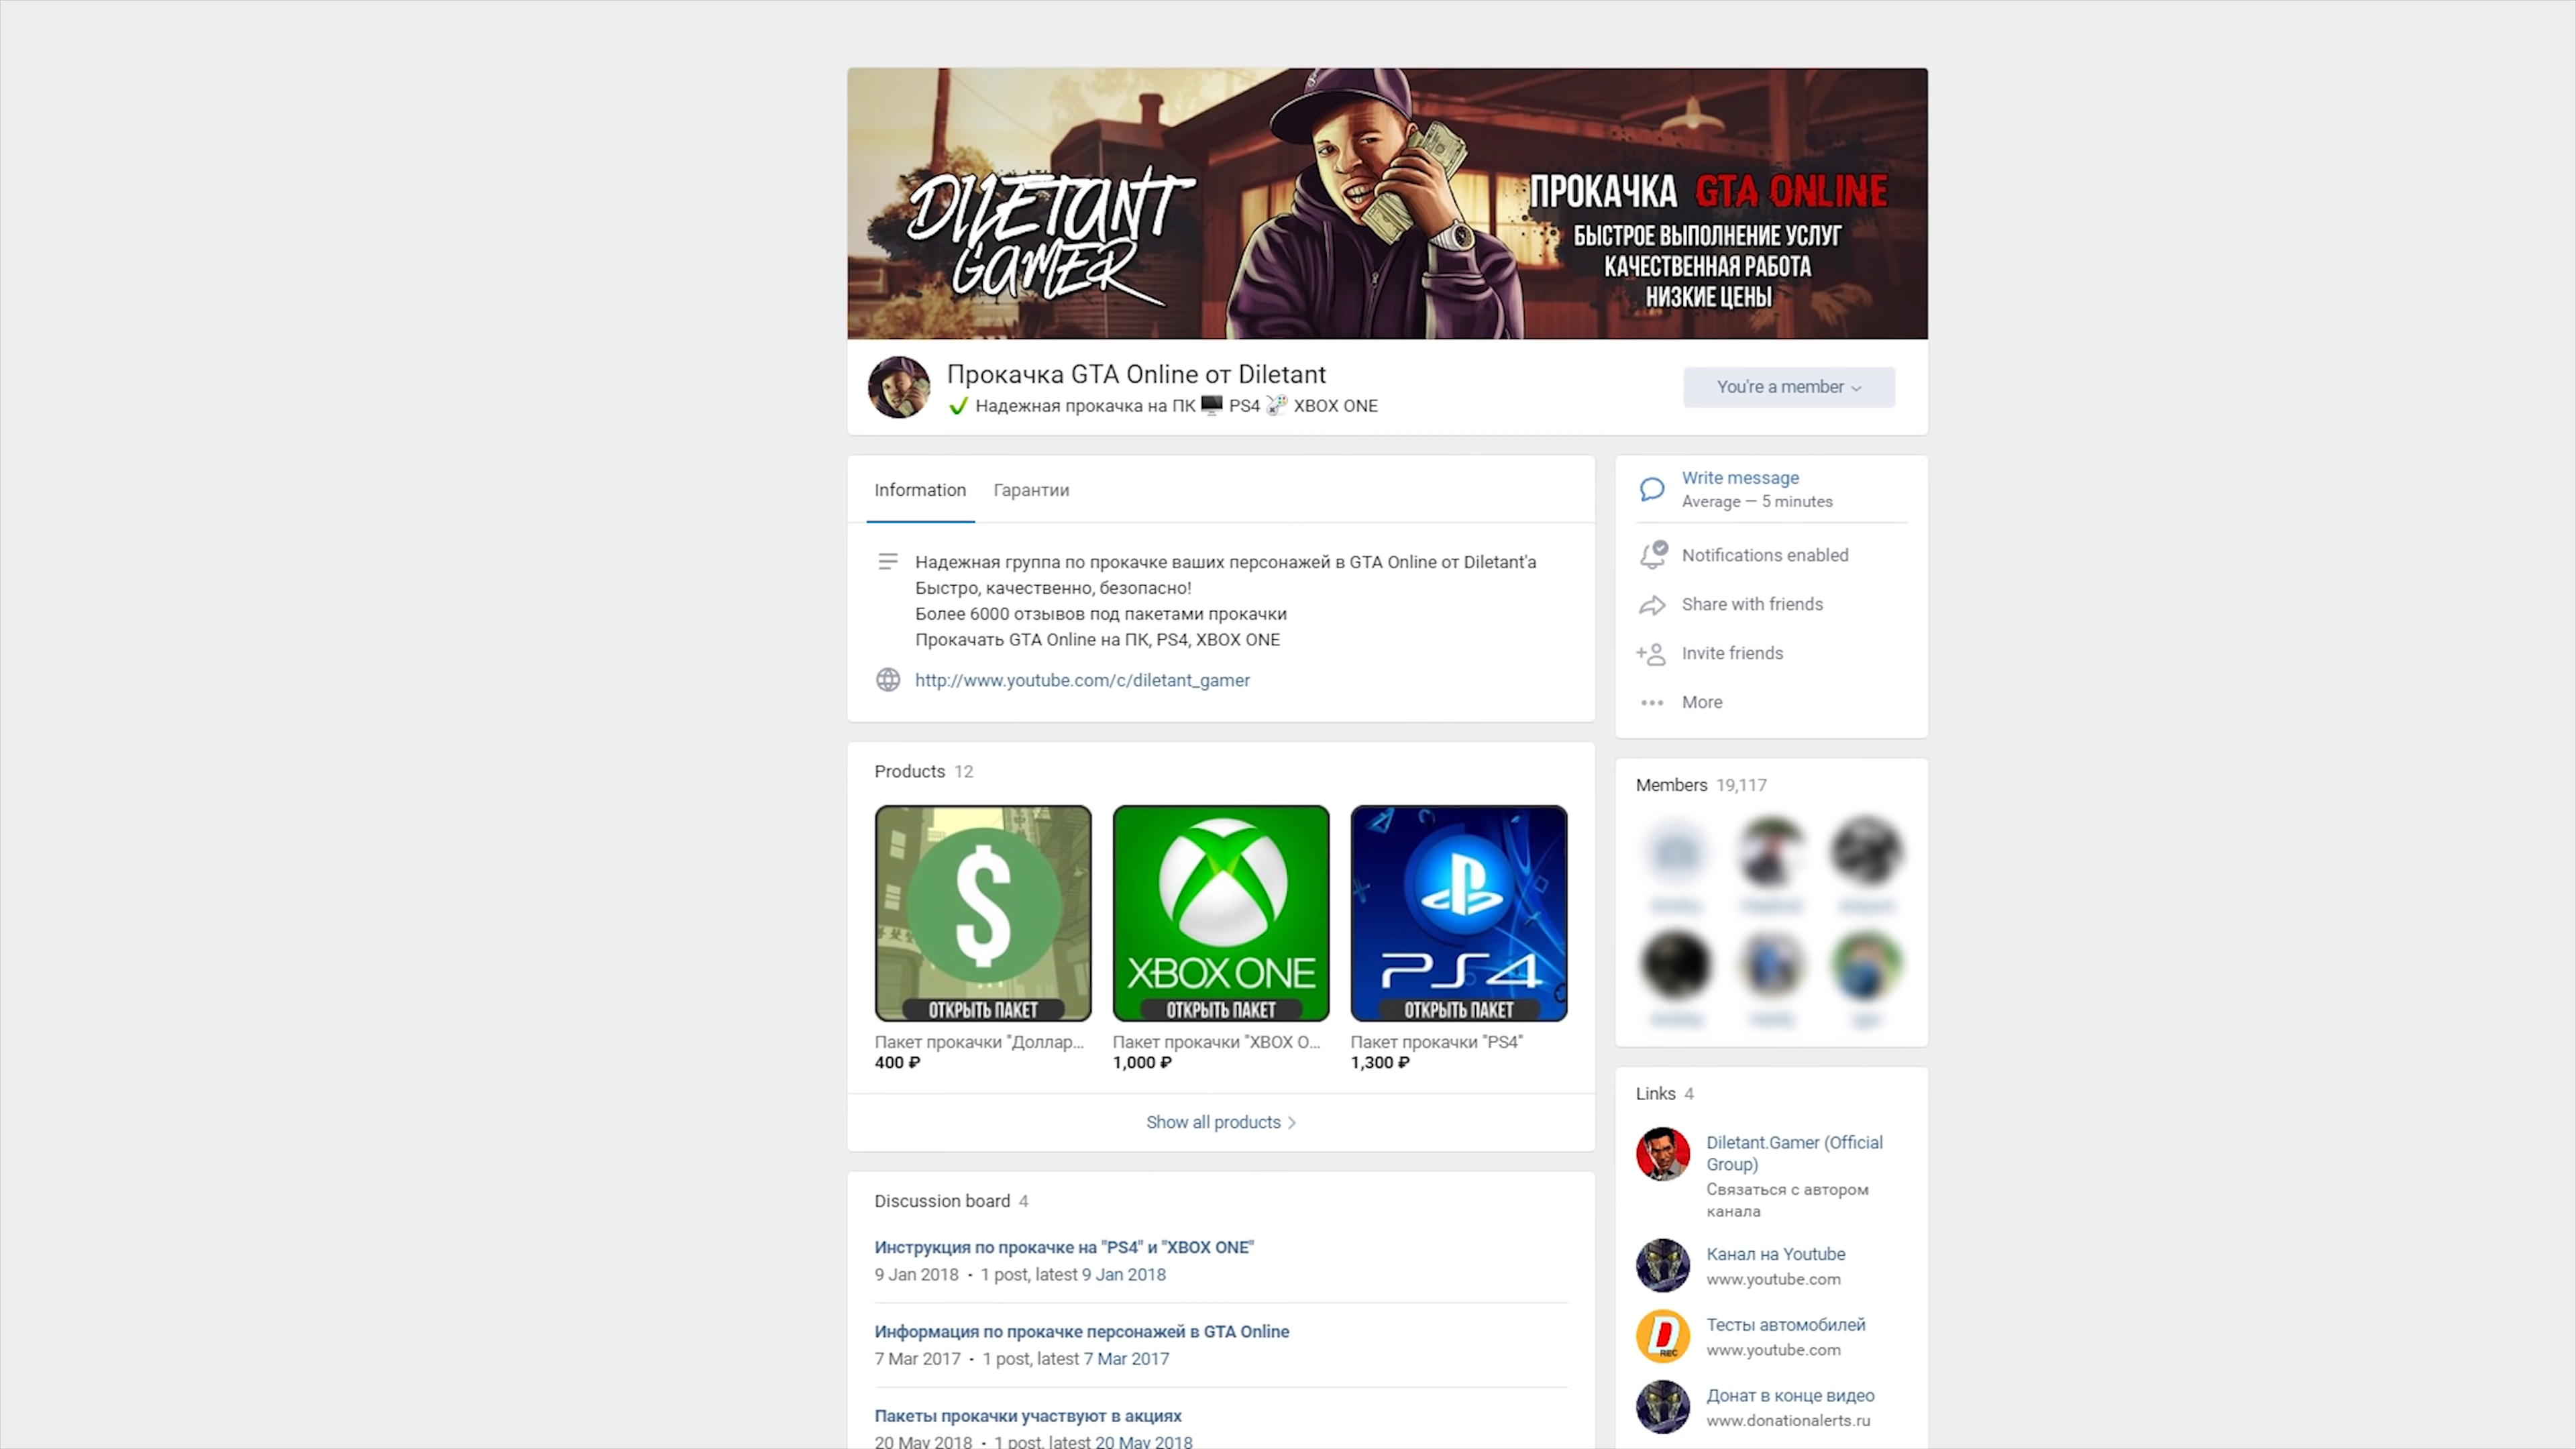 DILETANT
GAMER
ПРОКАЧКА GTA ONLINE
БЫСТРОЕ ВЫПОЛНЕНИЕ УСЛУГ
КАЧЕСТВЕННАЯ РАБОТА
НИЗКИЕ ЦЕНЫ
Прокачка GTA Online от Diletant
Надежная прокачка на ПК PS4 XBOX ONE
You're a member
Information Гарантии
Надежная группа по прокачке ваших персонажей в GTA Online от Diletant'a
Быстро, качественно, безопасно!
Более 6000 отзывов под пакетами прокачки
Прокачать GTA Online на ПК, PS4, XBOX ONE
http://www.youtube.com/c/diletant_gamer
Write message
Average — 5 minutes
Notifications enabled
Share with friends
Invite friends
More
Products 12
$
ОТКРЫТЬ ПАКЕТ
XBOX ONE
ОТКРЫТЬ ПАКЕТ
PS4
ОТКРЫТЬ ПАКЕТ
Пакет прокачки "Доллар...
400 ₽
Пакет прокачки "XBOX O...
1,000 ₽
Пакет прокачки "PS4"
1,300 ₽
Show all products
Members 19,117
Discussion board 4
Инструкция по прокачке на "PS4" и "XBOX ONE"
9 Jan 2018 · 1 post, latest 9 Jan 2018
Информация по прокачке персонажей в GTA Online
7 Mar 2017 · 1 post, latest 7 Mar 2017
Пакеты прокачки участвуют в акциях
20 May 2018 · 1 post, latest 20 May 2018
Links 4
Diletant.Gamer (Official
Group)
Связаться с автором
канала
Канал на Youtube
www.youtube.com
D
REC
Тесты автомобилей
www.youtube.com
Донат в конце видео
www.donationalerts.ru